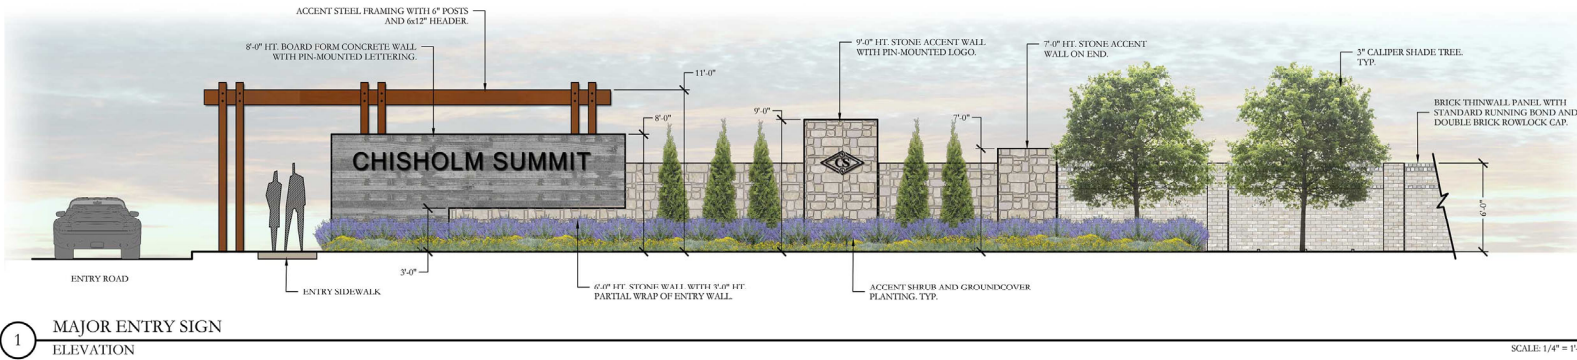 ACCENT STEEL FRAMING WITH 6" POSTS
AND 6x12" HEADER.
8'-0" HT. BOARD FORM CONCRETE WALL
WITH PIN-MOUNTED LETTERING.
9'-0" HT. STONE ACCENT WALL
WITH PIN-MOUNTED LOGO.
7'-0" HT. STONE ACCENT
WALL ON END.
3" CALIPER SHADE TREE.
TYP.
BRICK THINWALL PANEL WITH
STANDARD RUNNING BOND AND
DOUBLE BRICK ROWLOCK CAP.
11'-0"
8'-0"
9'-0"
7'-0"
CHISHOLM SUMMIT
CS
6'-0"
3'-0"
ENTRY ROAD
ENTRY SIDEWALK
6'-0" HT. STONE WALL WITH 3'-0" HT.
PARTIAL WRAP OF ENTRY WALL.
ACCENT SHRUB AND GROUNDCOVER
PLANTING. TYP.
1
MAJOR ENTRY SIGN
ELEVATION
SCALE: 1/4" = 1'-